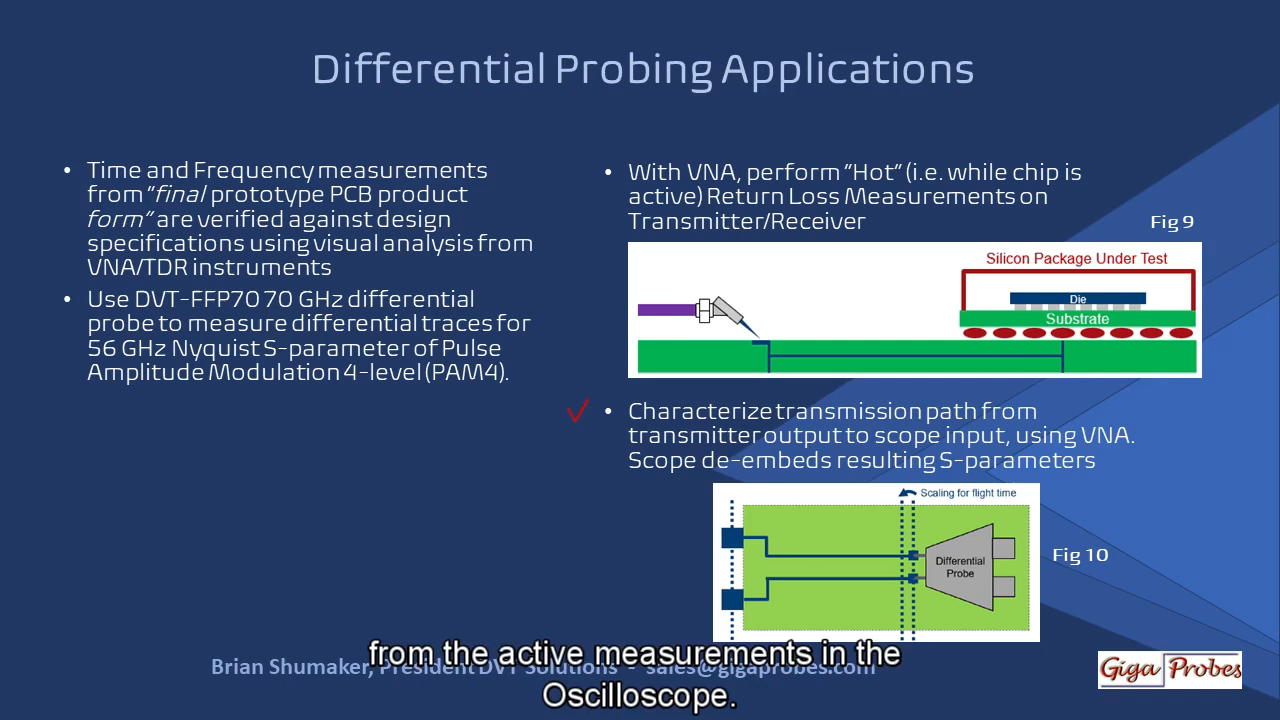 Differential Probing Applications
• Time and Frequency measurements
from "final prototype PCB product
form" are verified against design
specifications using visual analysis from
VNA/TDR instruments
• Use DVT-FFP70 70 GHz differential
probe to measure differential traces for
56 GHz Nyquist S-parameter of Pulse
Amplitude Modulation 4-level (PAM4).
• With VNA, perform "Hot" (i.e. while chip is
active) Return Loss Measurements on
Transmitter/Receiver
Fig 9
Silicon Package Under Test
Die
Substrate
• Characterize transmission path from
transmitter output to scope input, using VNA.
Scope de-embeds resulting S-parameters
Scaling for flight time
Differential
Probe
Fig 10
from the active measurements in the
Oscilloscope.
Brian Shumaker, President DVT Solutions - sales@gigaprobes.com
Giga Probes